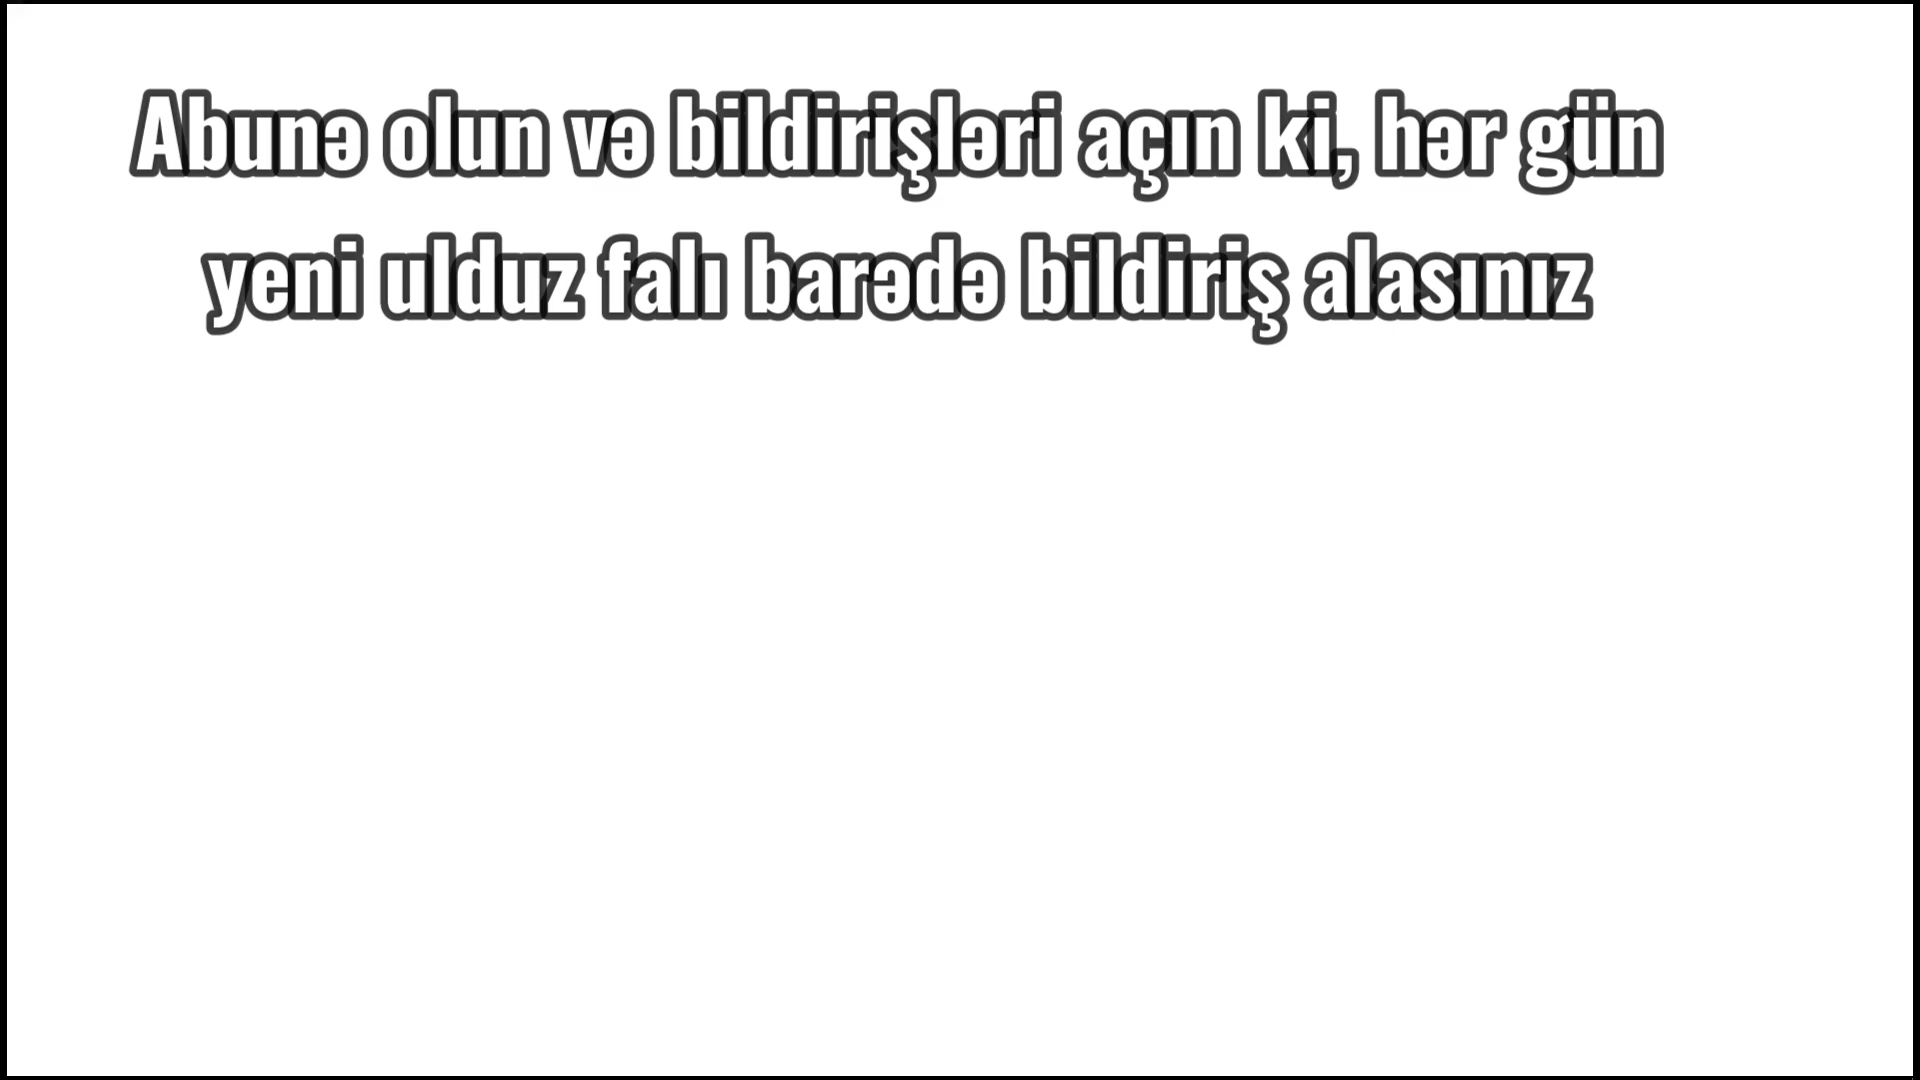 Abunə olun və bildirişləri açın ki, hər gün
yeni ulduz falı barədə bildiriş alasınız